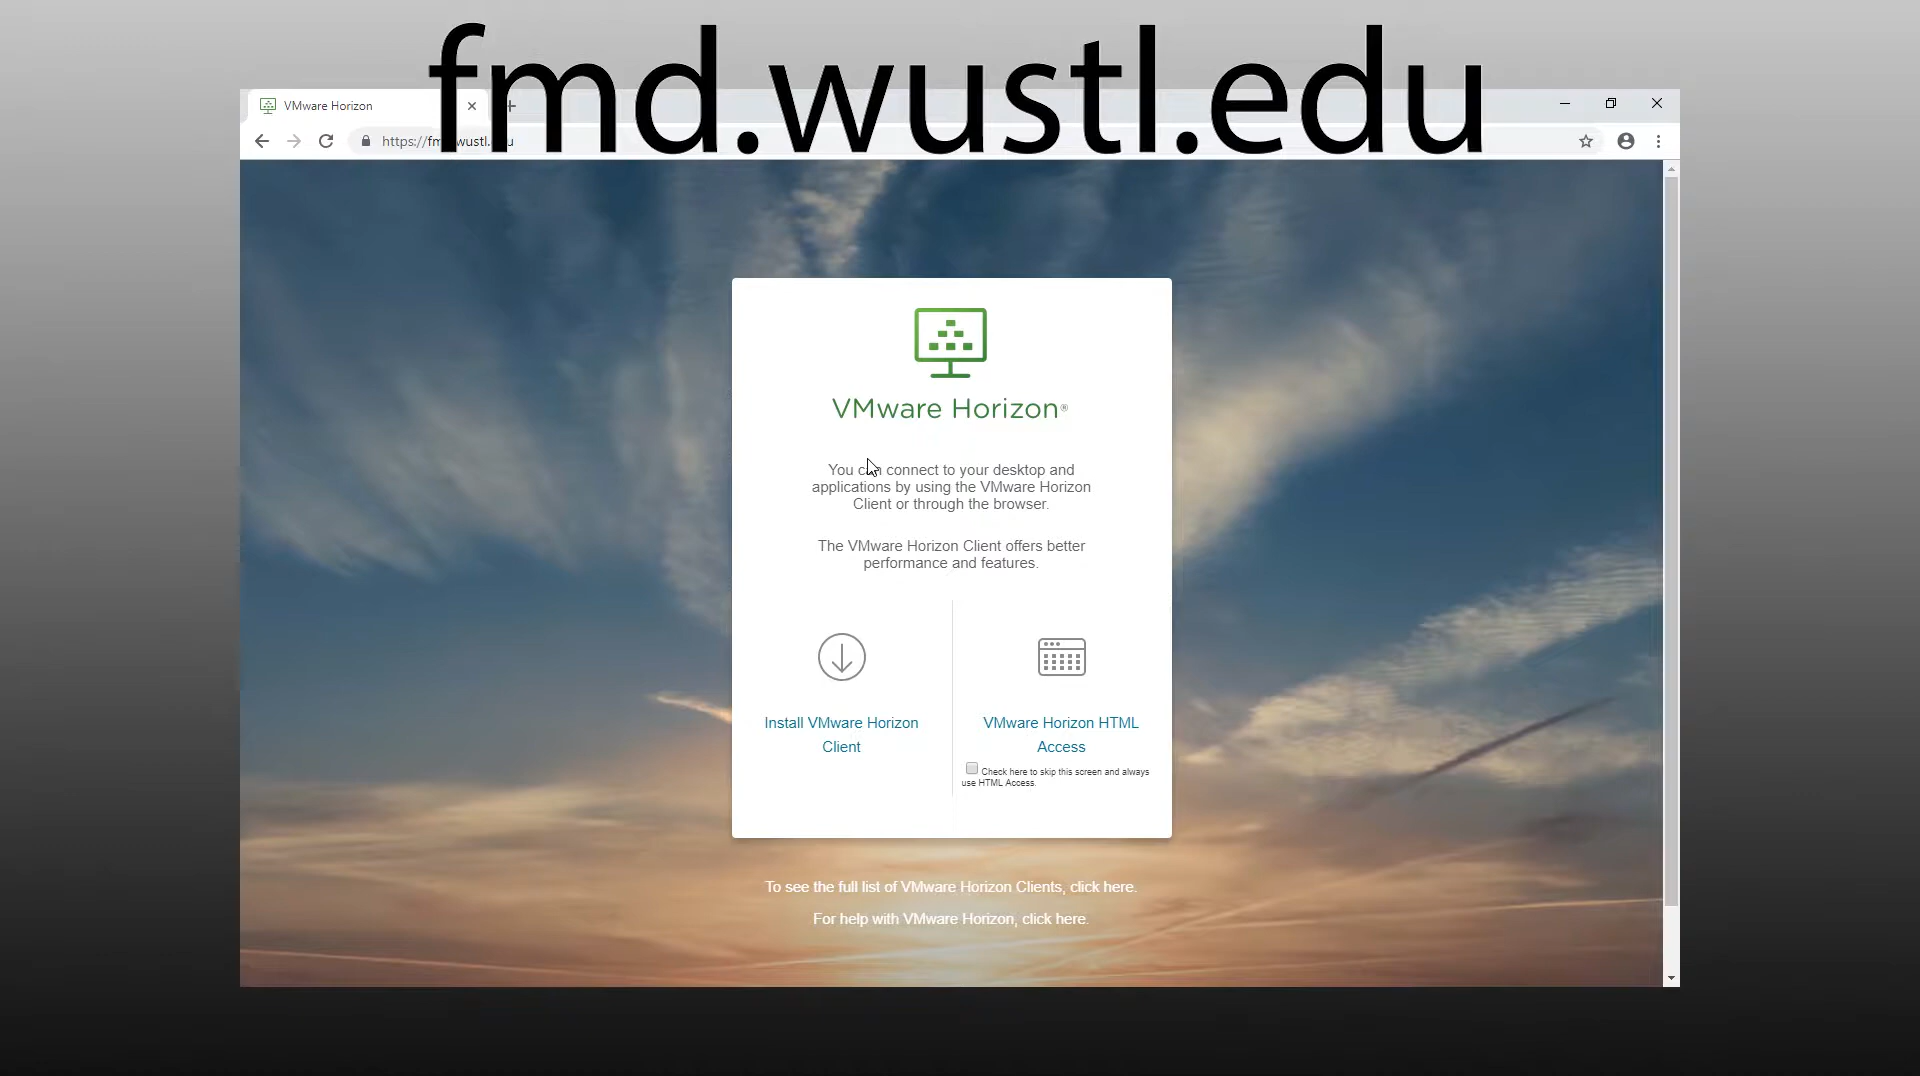 fmd.wustl.edu
VMware Horizon
https://fmd.wustl.edu
VMware Horizon®
You can connect to your desktop and
applications by using the VMware Horizon
Client or through the browser.
The VMware Horizon Client offers better
performance and features.
Install VMware Horizon
Client
VMware Horizon HTML
Access
Check here to skip this screen and always
use HTML Access.
To see the full list of VMware Horizon Clients, click here.
For help with VMware Horizon, click here.